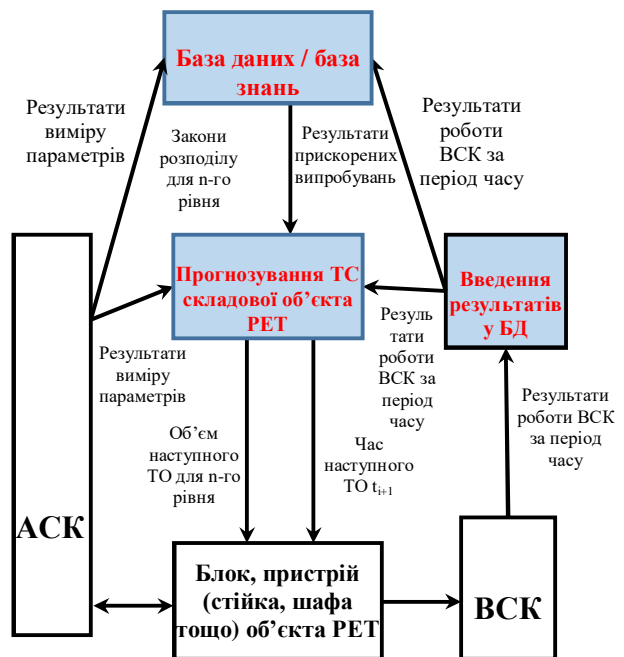 База даних / база
знань
Результати
виміру
параметрів
Закони
розподілу
для n-го
рівня
Результати
прискорених
випробувань
Результати
роботи
ВСК за
період часу
Прогнозування ТС
складової об’єкта
РЕТ
Введення
результатів
у БД
Результати
виміру
параметрів
Резуль
тати
роботи
ВСК за
період
часу
Результати
роботи ВСК
за період
часу
Об’єм
наступного
ТО для n-го
рівня
Час
наступного
ТО ti+1
АСК
Блок, пристрій
(стійка, шафа
тощо) об’єкта РЕТ
ВСК